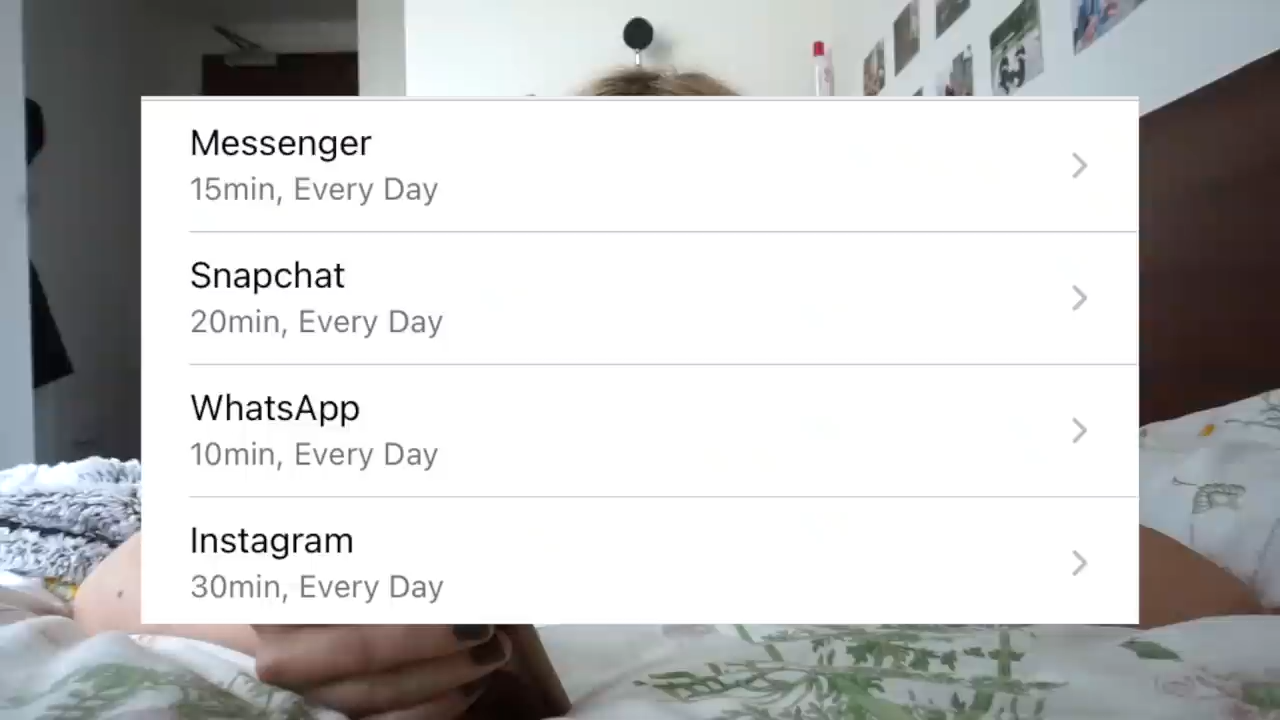 Messenger
15min, Every Day
Snapchat
20min, Every Day
WhatsApp
10min, Every Day
Instagram
30min, Every Day